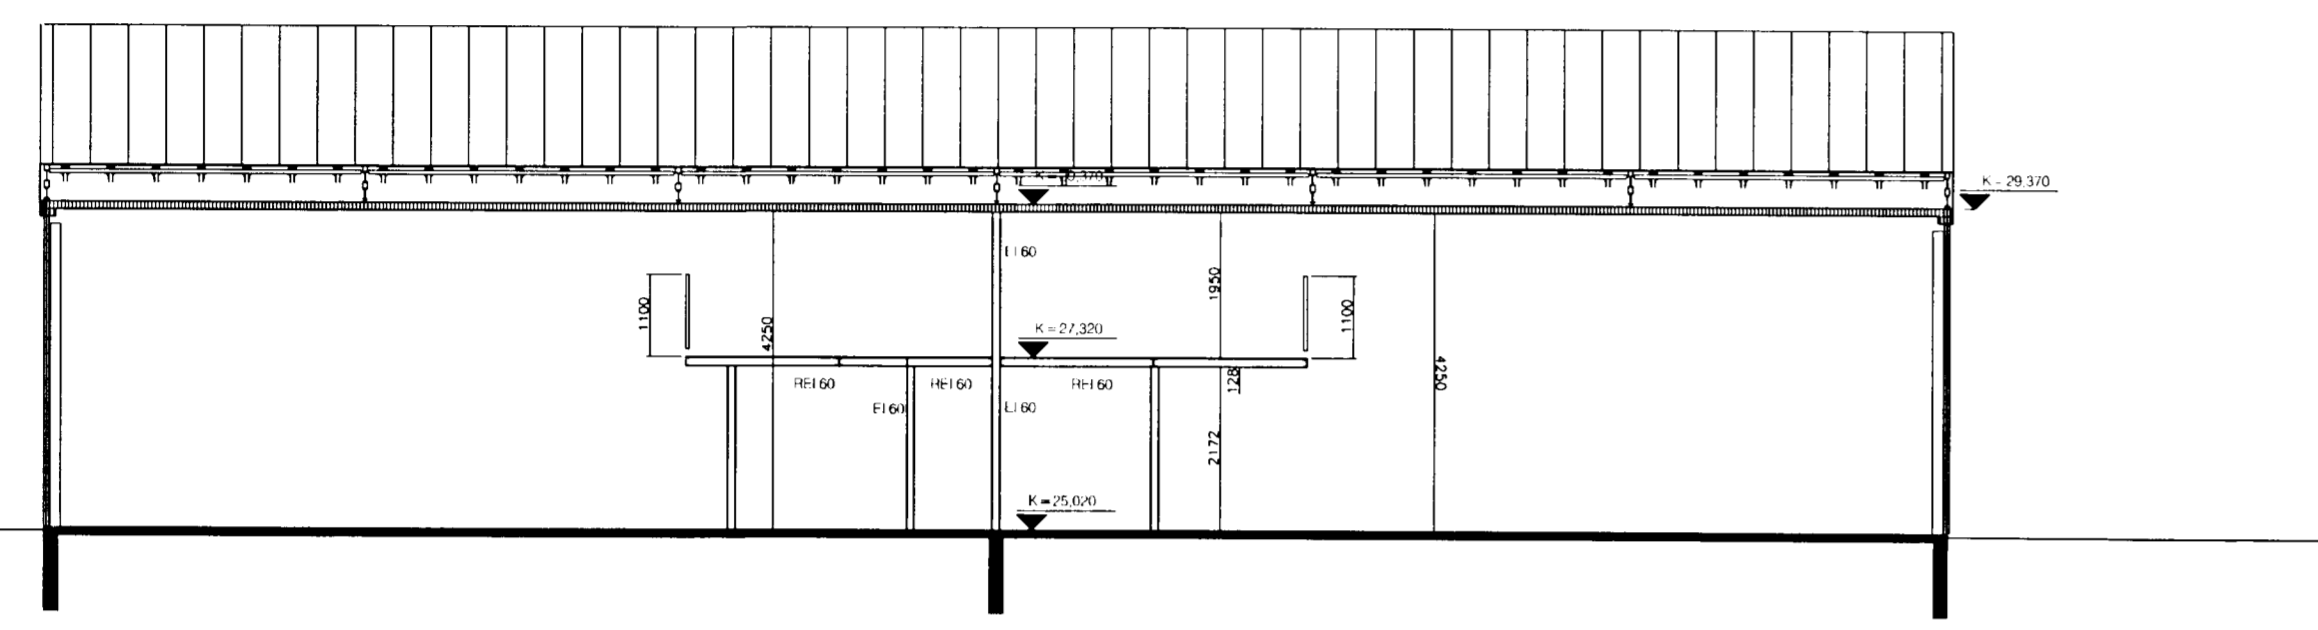 K - 29,370
EI 60
1950
1100
1100
K = 27,320
4250
4250
128
REI 60
REI 60
REI 60
EI 60
EI 60
2172
K = 25,020